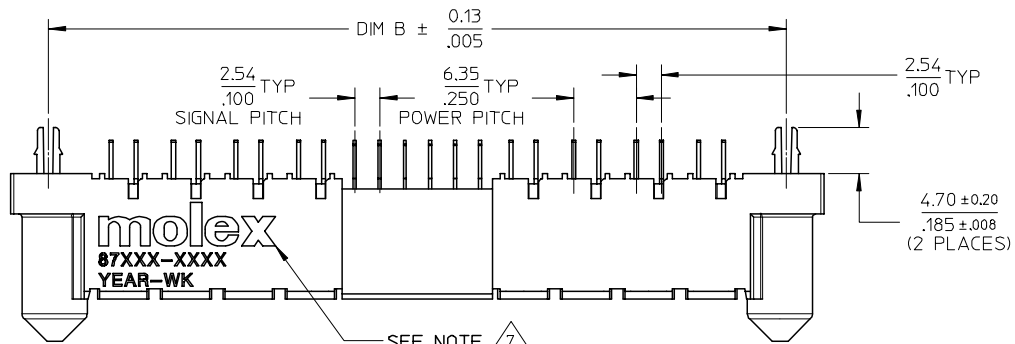 DIM B ± 0.13
.005
2.54 TYP
.100
SIGNAL PITCH
6.35 TYP
.250
POWER PITCH
2.54 TYP
.100
4.70 ±0.20
.185 ±.008
(2 PLACES)
molex
87XXX-XXXX
YEAR-WK
SEE NOTE 7